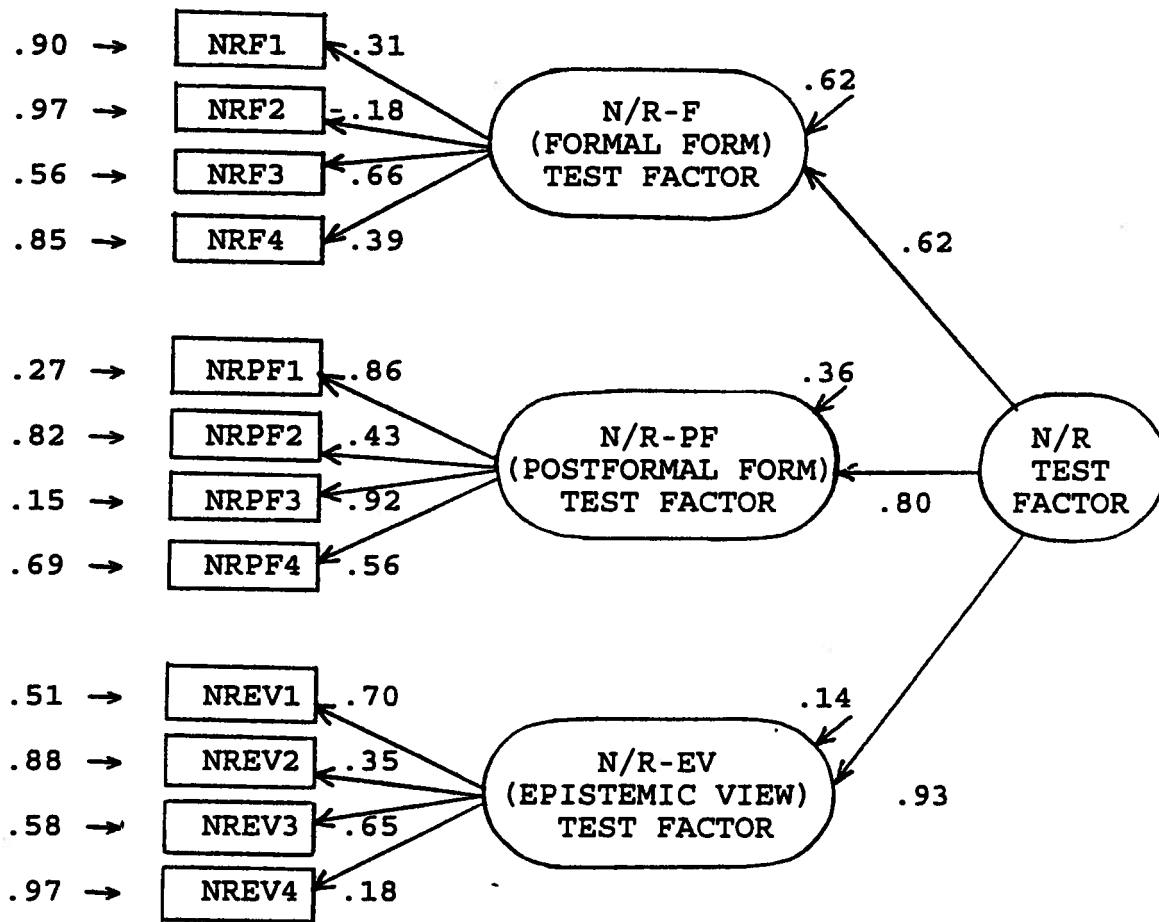 .90 → NRF1 .31
.97 → NRF2 -.18
.56 → NRF3 .66
.85 → NRF4 .39
N/R-F
(FORMAL FORM)
TEST FACTOR
.62
.62
.27 → NRPF1 .86
.82 → NRPF2 .43
.15 → NRPF3 .92
.69 → NRPF4 .56
N/R-PF
(POSTFORMAL FORM)
TEST FACTOR
.36
.80
N/R
TEST
FACTOR
.51 → NREV1 .70
.88 → NREV2 .35
.58 → NREV3 .65
.97 → NREV4 .18
N/R-EV
(EPISTEMIC VIEW)
TEST FACTOR
.14
.93